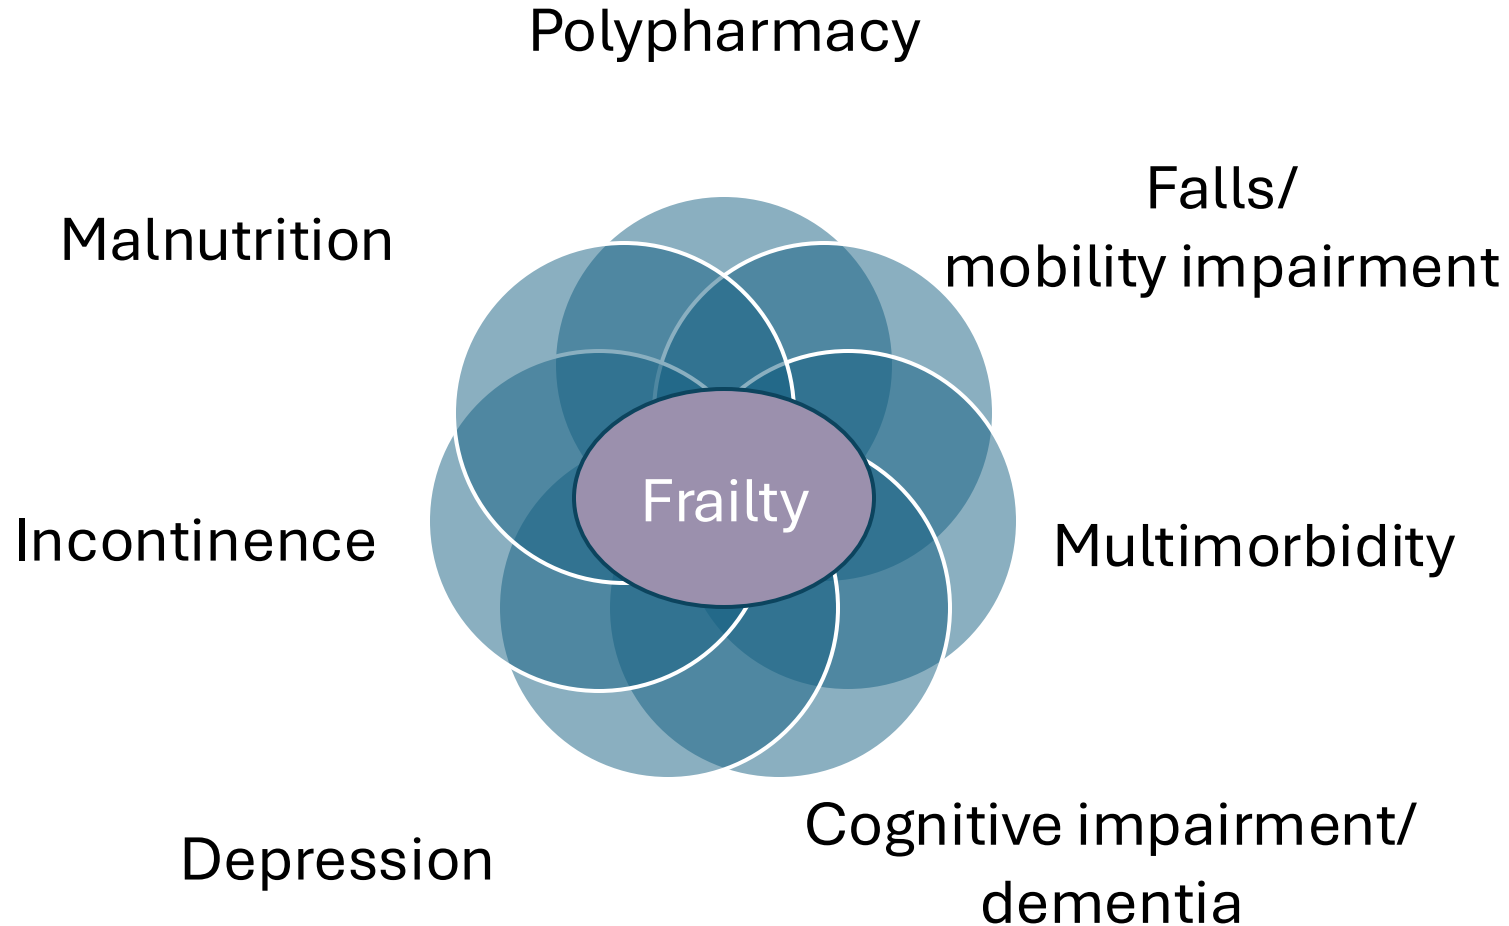 Polypharmacy
Falls/
mobility impairment
Malnutrition
Frailty
Incontinence
Multimorbidity
Cognitive impairment/
dementia
Depression